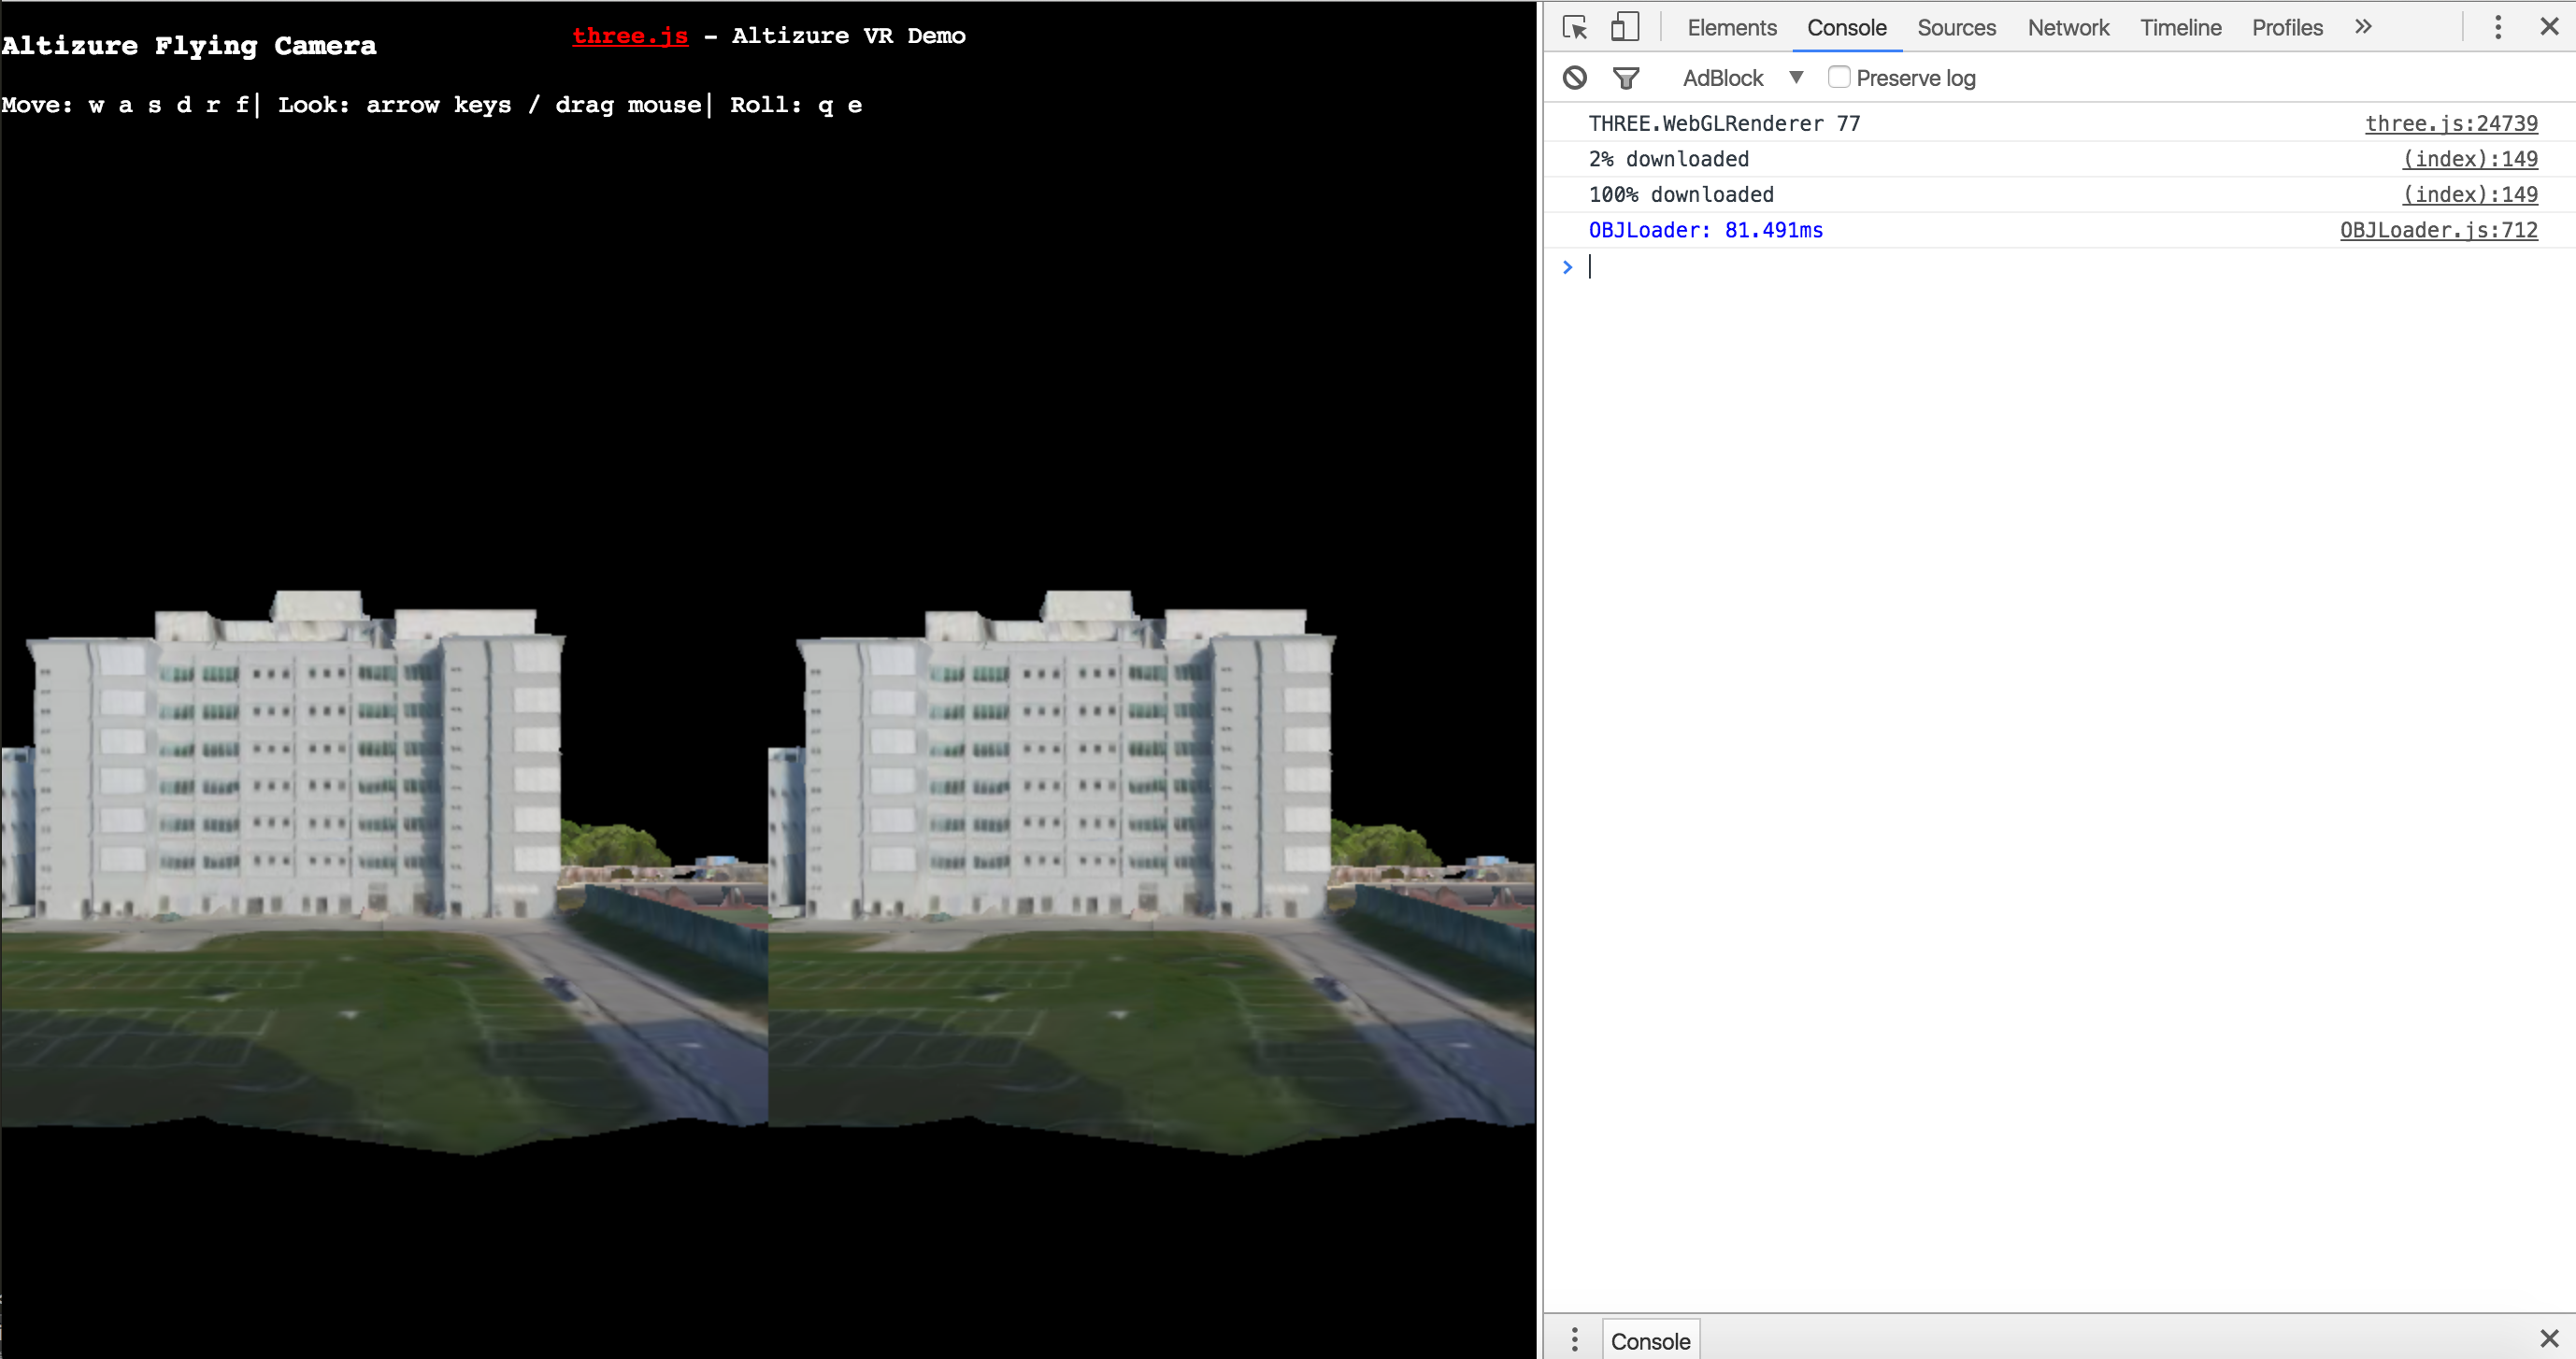 three.js – Altizure VR Demo
Altizure Flying Camera
Move: w a s d r f| Look: arrow keys / drag mouse| Roll: q e
Elements Console Sources Network Timeline Profiles »
AdBlock ▼ Preserve log
THREE.WebGLRenderer 77 three.js:24739
2% downloaded (index):149
100% downloaded (index):149
OBJLoader: 81.491ms OBJLoader.js:712
>
Console